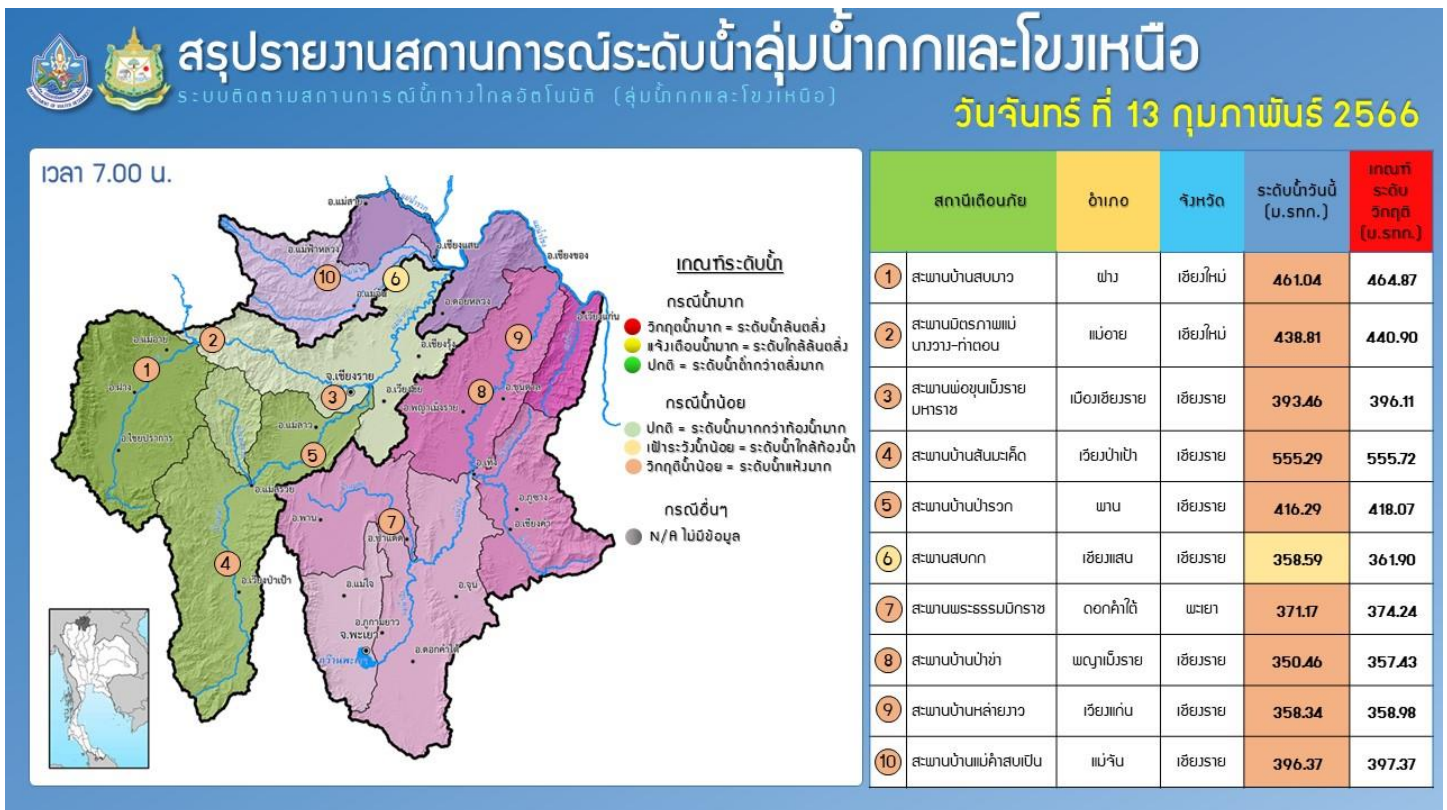 สรุปรายงานสถานการณ์ระดับน้ำลุ่มน้ำกกและโขงเหนือ
ระบบติดตามสถานการณ์น้ำทางไกลอัตโนมัติ (ลุ่มน้ำกกและโขงเหนือ)
วันจันทร์ ที่ 13 กุมภาพันธ์ 2566
เวลา 7.00 น.
อ.แม่สาย
แม่น้ำรวก
อ.แม่ฟ้าหลวง
อ.เชียงแสน
แม่น้ำโขง
อ.เชียงของ
10
6
อ.ดอยหลวง
อ.เวียงแก่น
อ.แม่อาย
2
9
อ.เชียงรุ้ง
1
จ.เชียงราย
อ.ฝาง
3
8
อ.ขุนตาล
อ.พญาเม็งราย
อ.แม่ลาว
อ.ไชยปราการ
5
อ.เทิง
อ.แม่สรวย
อ.ภูซาง
อ.พาน
7
อ.เชียงคำ
อ.ป่าแดด
4
อ.เวียงป่าเป้า
อ.แม่ใจ
อ.จุน
อ.ภูกามยาว
จ.พะเยา
อ.ดอกคำใต้
เกณฑ์ระดับน้ำ
กรณีน้ำมาก
วิกฤตน้ำมาก = ระดับน้ำล้นตลิ่ง
แจ้งเตือนน้ำมาก = ระดับใกล้ล้นตลิ่ง
ปกติ = ระดับน้ำต่ำกว่าตลิ่งมาก
กรณีน้ำน้อย
ปกติ = ระดับน้ำมากกว่าท้องน้ำมาก
เฝ้าระวังน้ำน้อย = ระดับน้ำใกล้ท้องน้ำ
วิกฤติน้ำน้อย = ระดับน้ำแห้งมาก
กรณีอื่นๆ
N/A ไม่มีข้อมูล
สถานีเตือนภัย อำเภอ จังหวัด ระดับน้ำวันนี้ (ม.รทก.) เกณฑ์ระดับวิกฤติ (ม.รทก.)
1 สะพานบ้านสบมาว ฝาง เชียงใหม่ 461.04 464.87
2 สะพานมิตรภาพแม่นางวาง-ท่าตอน แม่อาย เชียงใหม่ 438.81 440.90
3 สะพานพ่อขุนเม็งรายมหาราช เมืองเชียงราย เชียงราย 393.46 396.11
4 สะพานบ้านสันมะเค็ด เวียงป่าเป้า เชียงราย 555.29 555.72
5 สะพานบ้านป่ารวก พาน เชียงราย 416.29 418.07
6 สะพานสบกก เชียงแสน เชียงราย 358.59 361.90
7 สะพานพระธรรมมิกราช ดอกคำใต้ พะเยา 371.17 374.24
8 สะพานบ้านป่าข่า พญาเม็งราย เชียงราย 350.46 357.43
9 สะพานบ้านหล่ายงาว เวียงแก่น เชียงราย 358.34 358.98
10 สะพานบ้านแม่คำสบเปิน แม่จัน เชียงราย 396.37 397.37